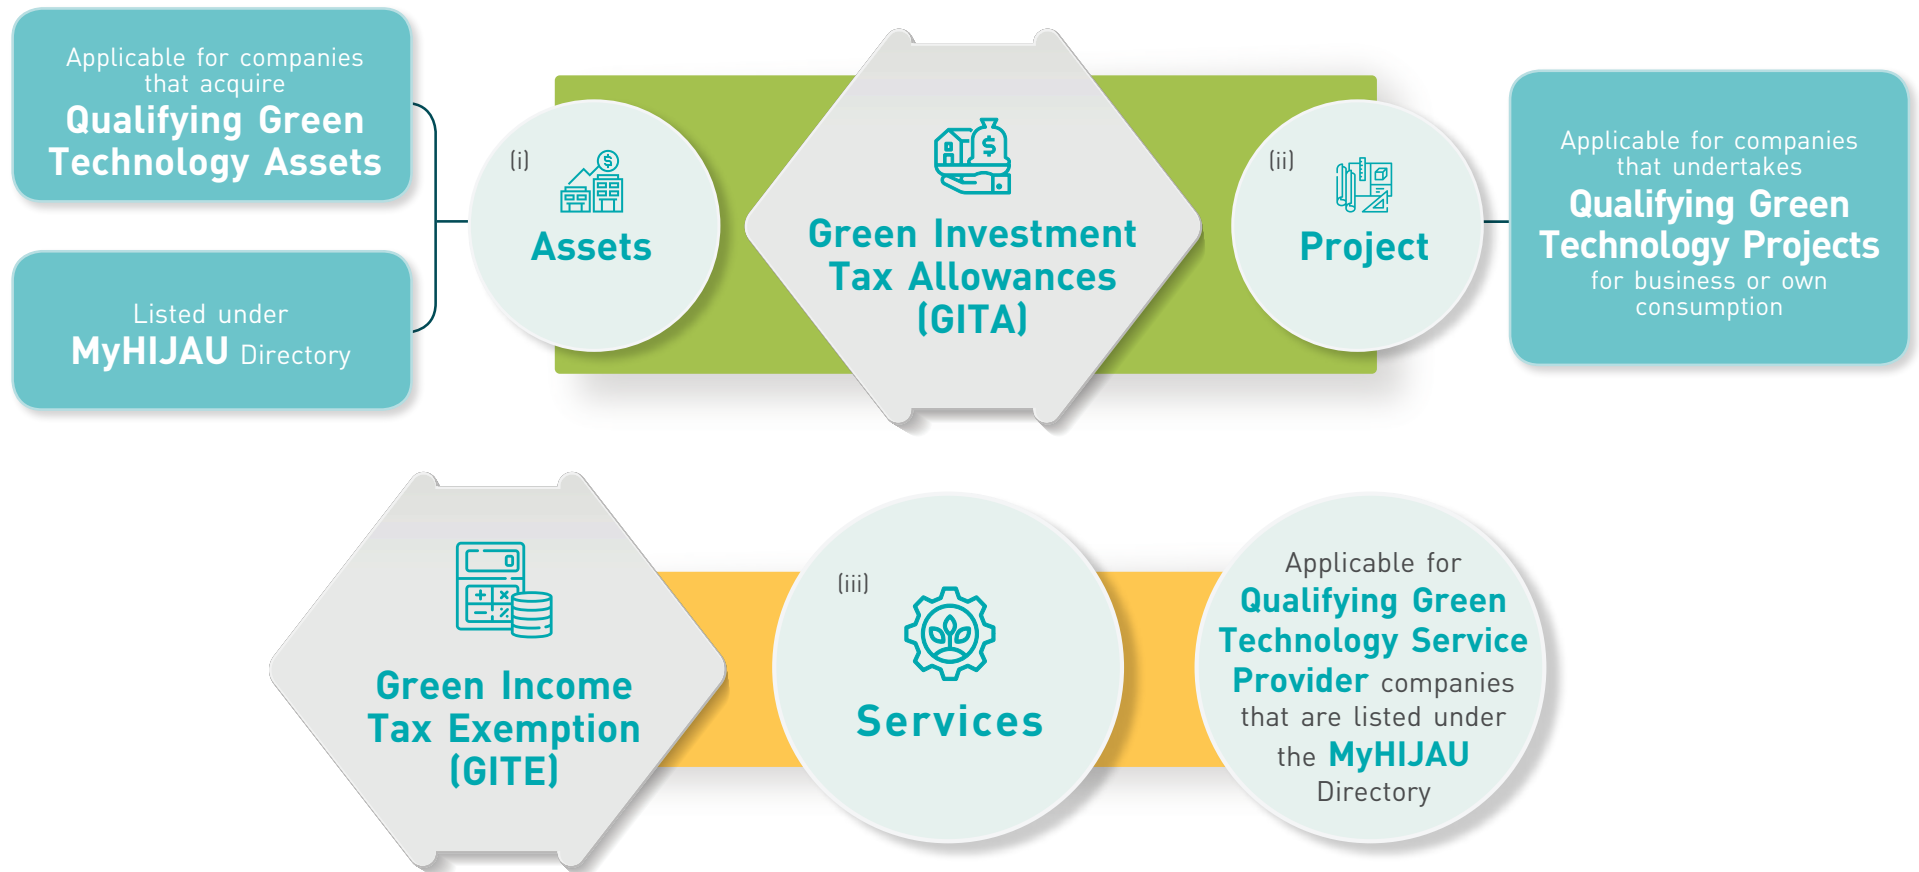 Applicable for companies
that acquire
Qualifying Green
Technology Assets
Listed under
MyHIJAU Directory
(i)
Assets
Green Investment
Tax Allowances
(GITA)
(ii)
Project
Applicable for companies
that undertakes
Qualifying Green
Technology Projects
for business or own
consumption
Green Income
Tax Exemption
(GITE)
(iii)
Services
Applicable for
Qualifying Green
Technology Service
Provider companies
that are listed under
the MyHIJAU
Directory